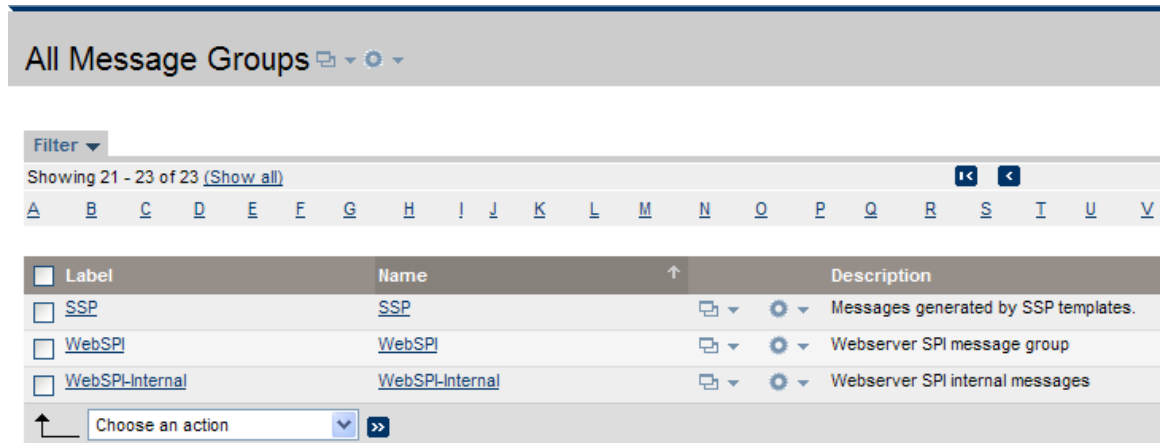 All Message Groups
Filter
Showing 21 - 23 of 23 (Show all)
A B C D E F G H I J K L M N O P Q R S T U V
Label Name Description
SSP SSP Messages generated by SSP templates.
WebSPI WebSPI Webserver SPI message group
WebSPI-Internal WebSPI-Internal Webserver SPI internal messages
Choose an action